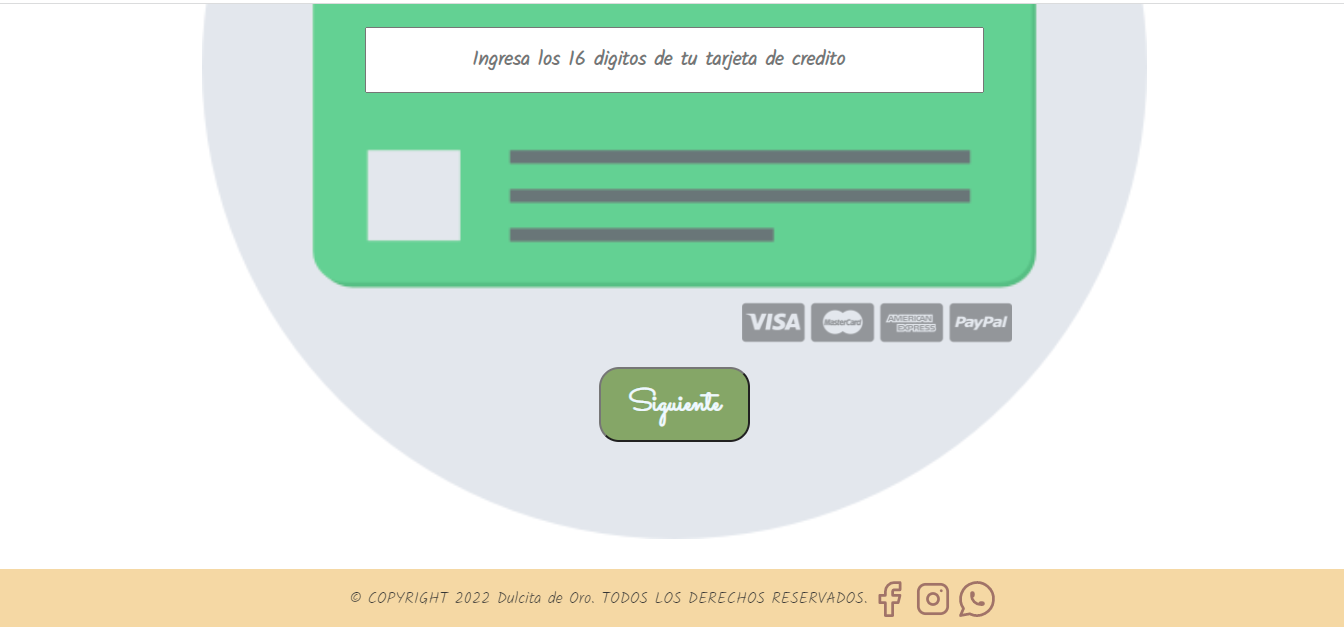 Ingresa los 16 digitos de tu tarjeta de credito
VISA MasterCard AMERICAN EXPRESS PayPal
Siguiente
© COPYRIGHT 2022 Dulcita de Oro. TODOS LOS DERECHOS RESERVADOS.